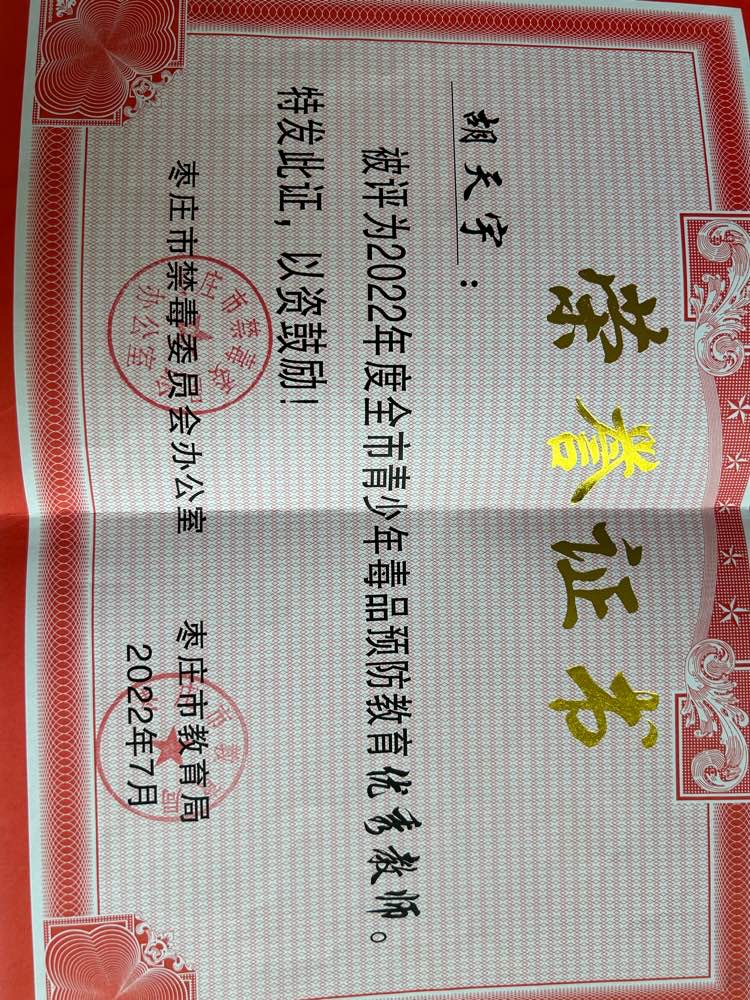 荣誉证书
胡天宇：
被评为2022年度全市青少年毒品预防教育优秀教师。
特发此证，以资鼓励！
枣庄市禁毒委员会办公室 枣庄市教育局
2022年7月